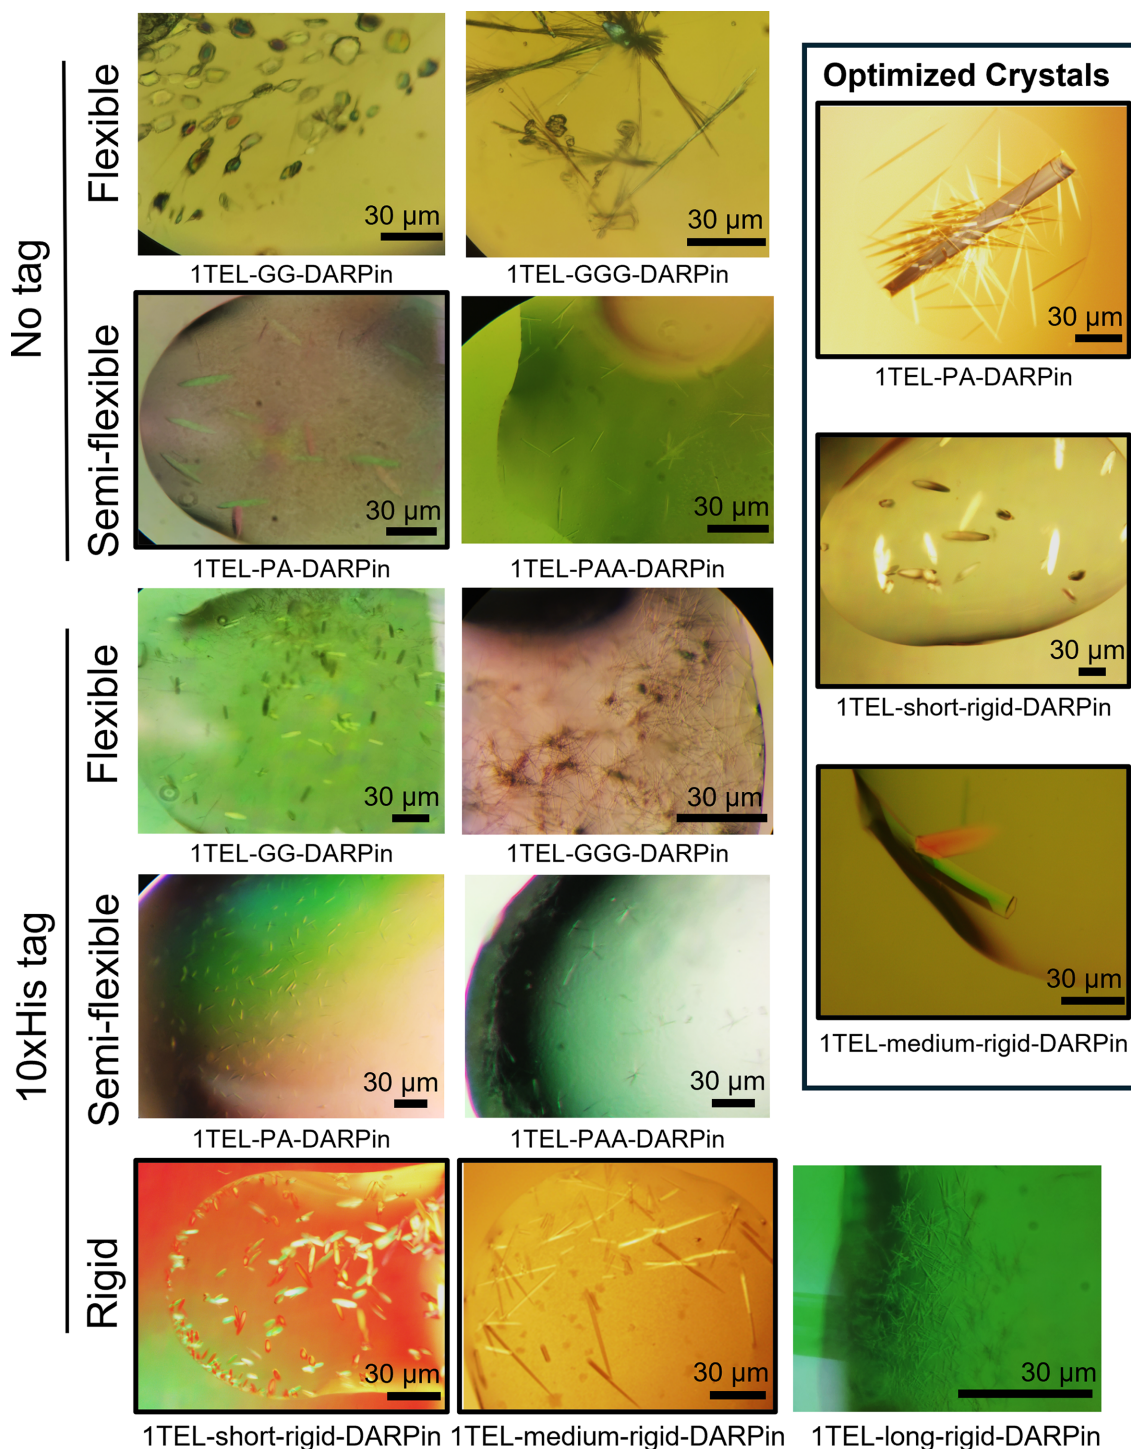 No tag
Flexible
30 µm
1TEL-GG-DARPin
30 µm
1TEL-GGG-DARPin
Semi-flexible
30 µm
1TEL-PA-DARPin
30 µm
1TEL-PAA-DARPin
10xHis tag
Flexible
30 µm
1TEL-GG-DARPin
30 µm
1TEL-GGG-DARPin
Semi-flexible
30 µm
1TEL-PA-DARPin
30 µm
1TEL-PAA-DARPin
Rigid
30 µm
1TEL-short-rigid-DARPin
30 µm
1TEL-medium-rigid-DARPin
30 µm
1TEL-long-rigid-DARPin
Optimized Crystals
30 µm
1TEL-PA-DARPin
30 µm
1TEL-short-rigid-DARPin
30 µm
1TEL-medium-rigid-DARPin